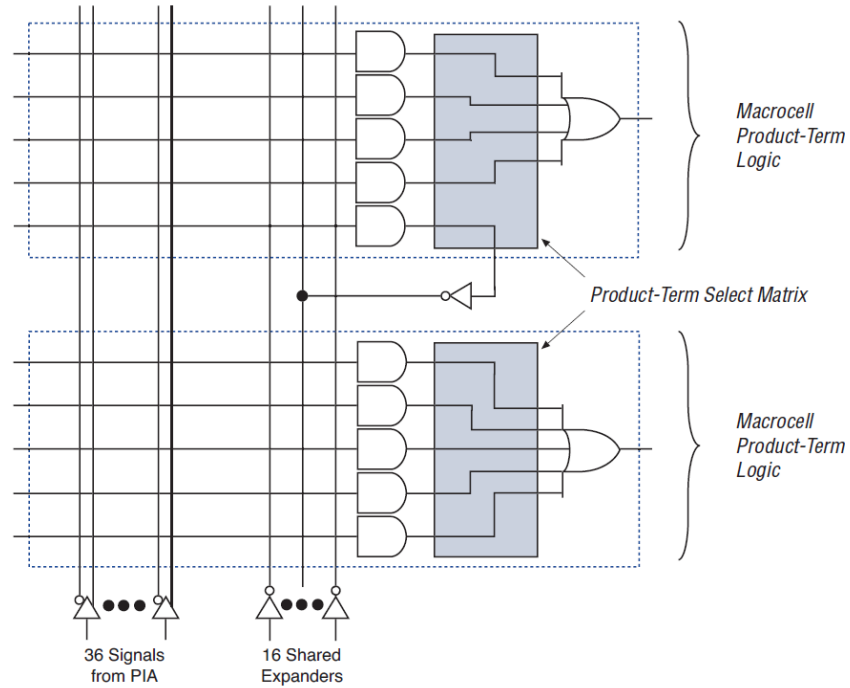 Macrocell
Product-Term
Logic
Product-Term Select Matrix
Macrocell
Product-Term
Logic
36 Signals
from PIA
16 Shared
Expanders